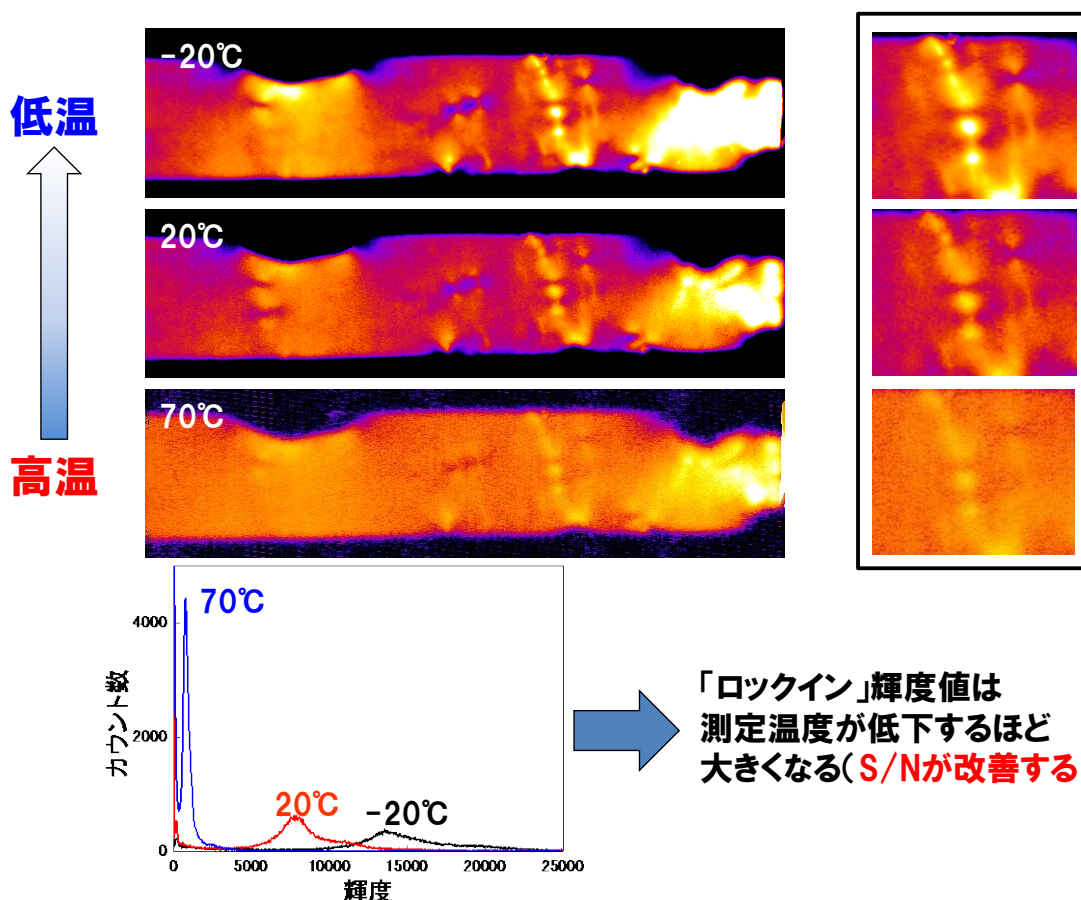 -20℃
低温
20℃
70℃
高温
70℃
4000
カウント数
2000
20℃
-20℃
0
0
5000
10000
15000
20000
25000
輝度
「ロックイン」輝度値は
測定温度が低下するほど
大きくなる(S/Nが改善する